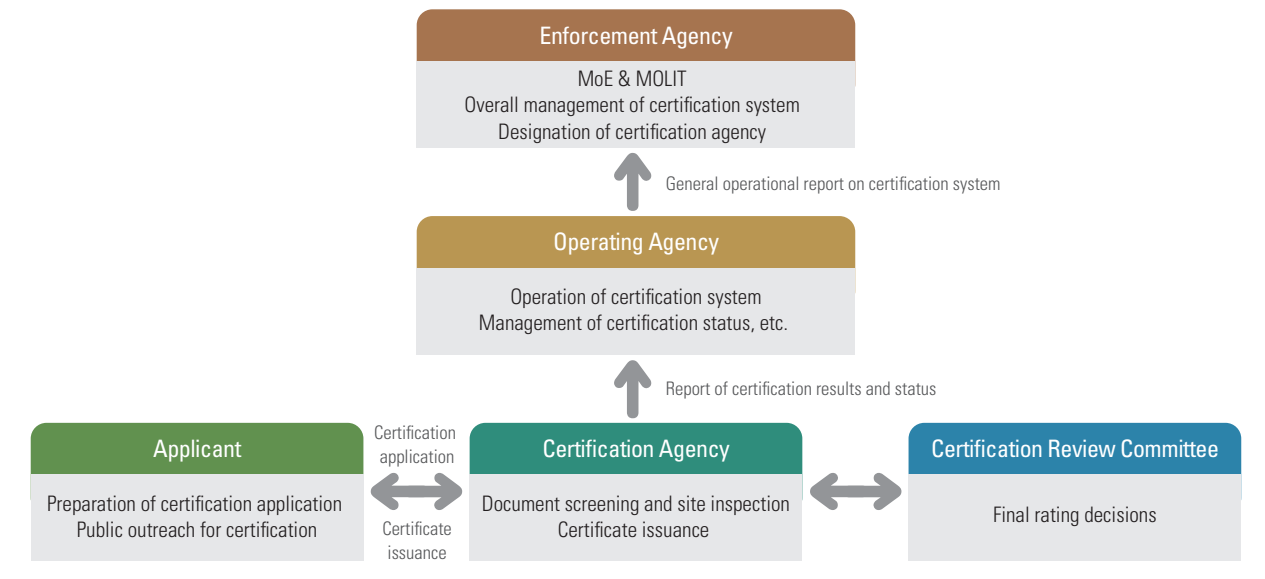 Enforcement Agency
MoE & MOLIT
Overall management of certification system
Designation of certification agency
General operational report on certification system
Operating Agency
Operation of certification system
Management of certification status, etc.
Report of certification results and status
Applicant
Preparation of certification application
Public outreach for certification
Certification
application
Certificate
issuance
Certification Agency
Document screening and site inspection
Certificate issuance
Certification Review Committee
Final rating decisions